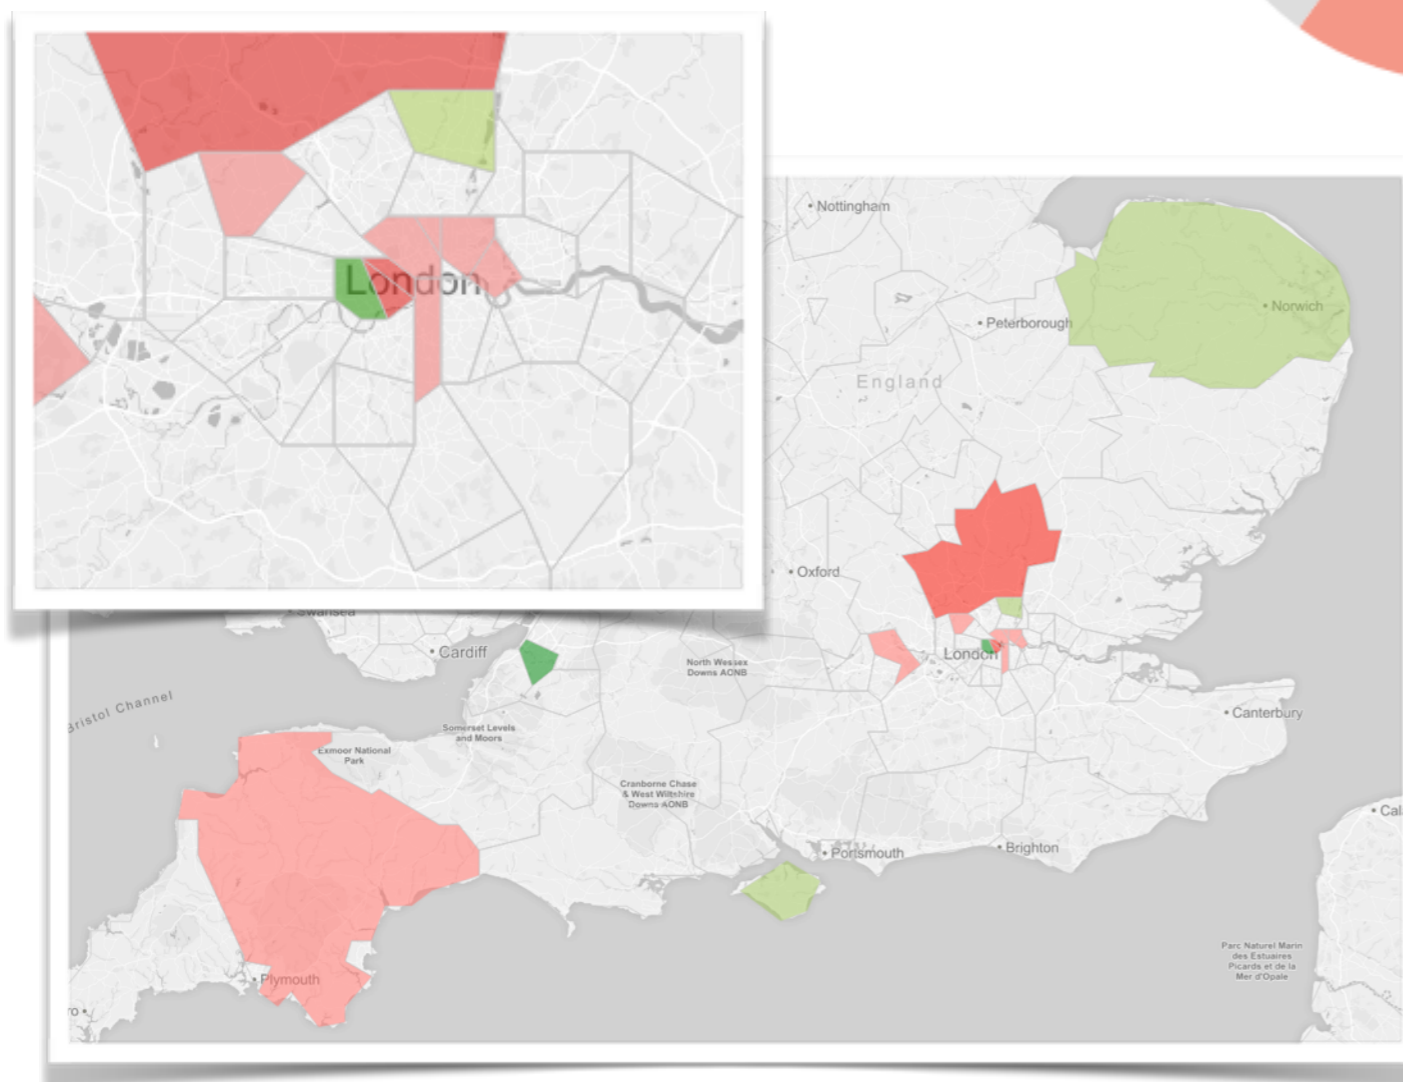 London
Nottingham
Norwich
Peterborough
England
Oxford
Swansea
Cardiff
London
North Wessex
Downs AONB
Bristol Channel
Canterbury
Somerset Levels
and Moors
Exmoor National
Park
Cranborne Chase
& West Wiltshire
Downs AONB
Cal
Portsmouth
Brighton
Parc Naturel Marin
des Estuaires
Picards et de la
Mer d'Opale
Plymouth
ro